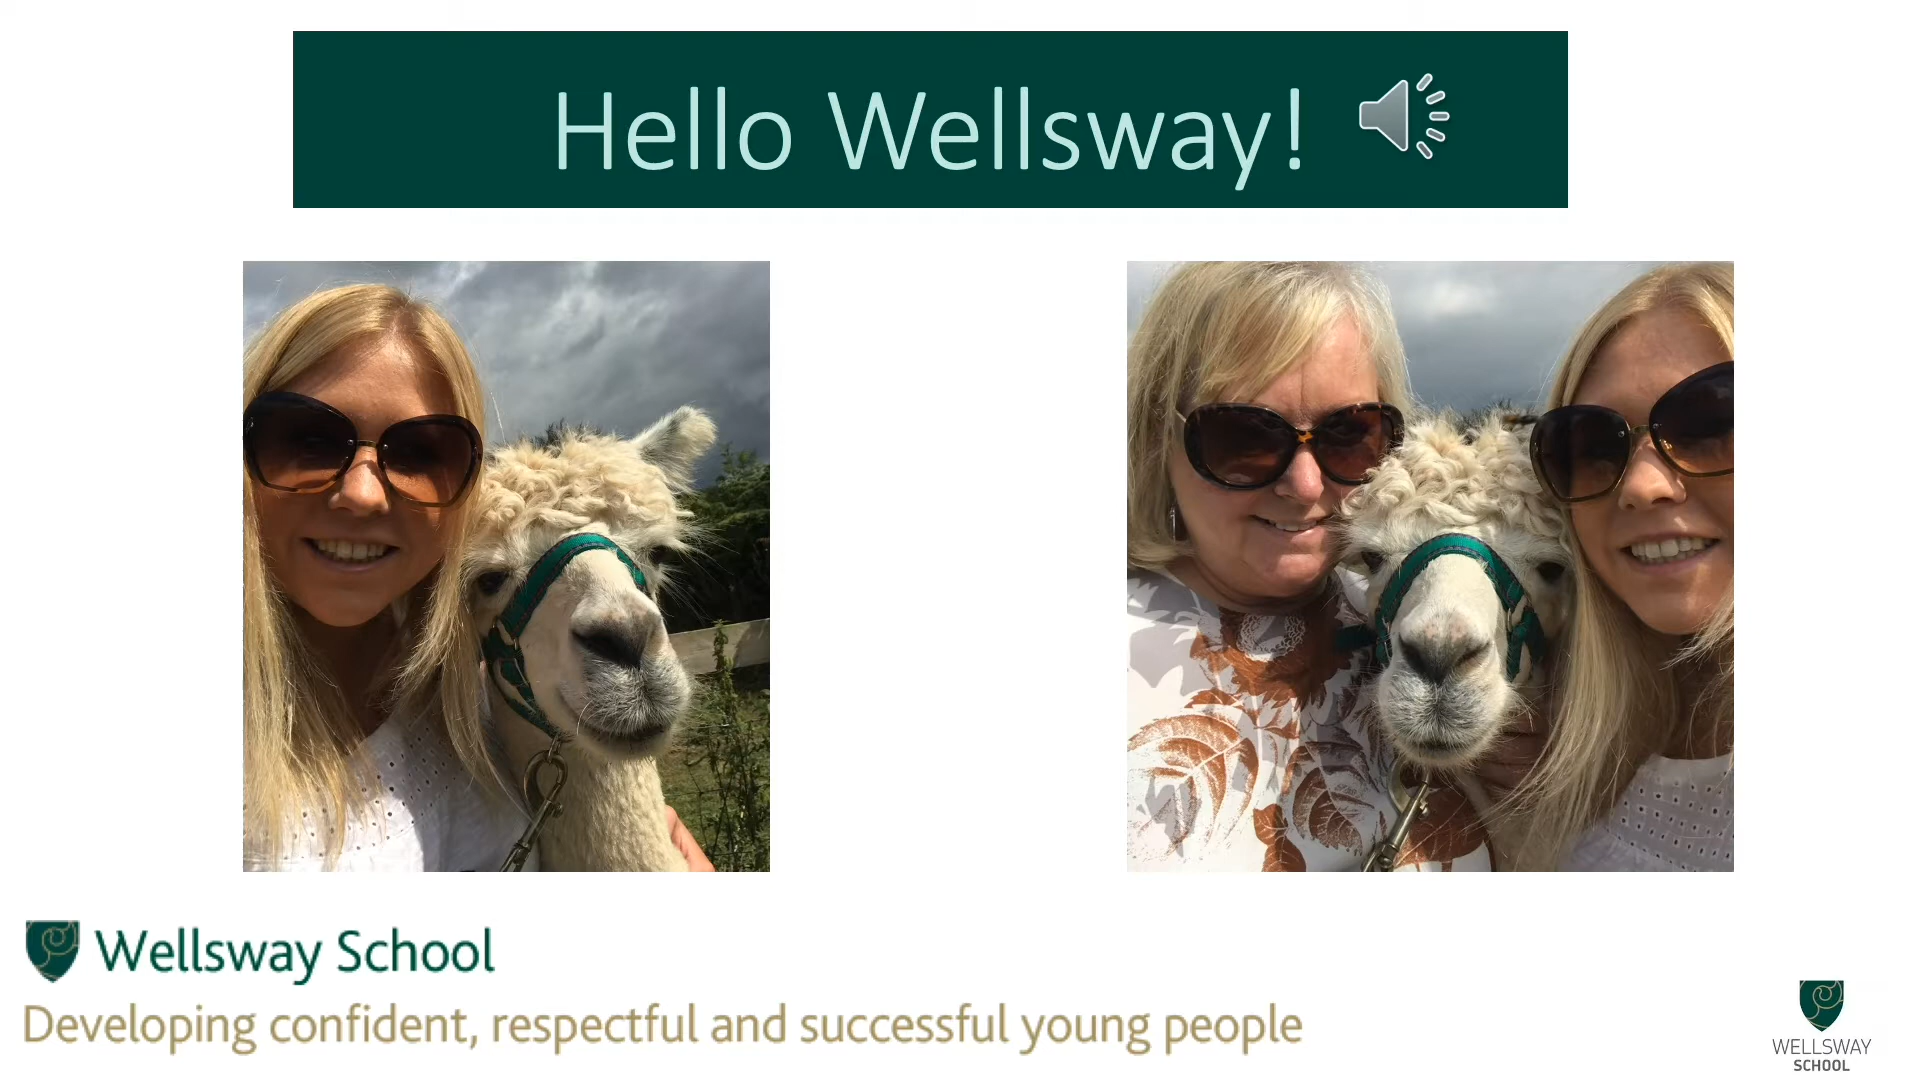 Hello Wellsway!
Wellsway School
Developing confident, respectful and successful young people
WELLSWAY
SCHOOL